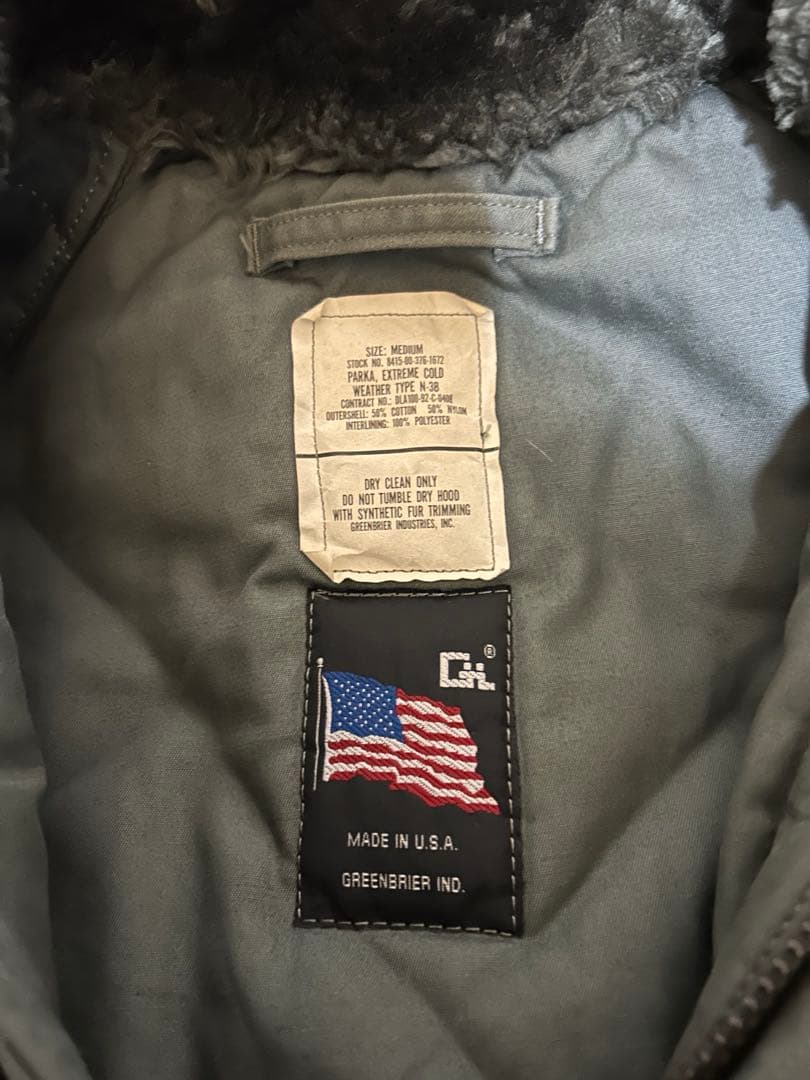 SIZE: MEDIUM
STOCK NO. 8415-00-376-1672
PARKA, EXTREME COLD
WEATHER TYPE N-3B
CONTRACT NO.: DLA100-92-C-0408
OUTERSHELL: 50% COTTON 50% NYLON
INTERLINING: 100% POLYESTER
DRY CLEAN ONLY
DO NOT TUMBLE DRY HOOD
WITH SYNTHETIC FUR TRIMMING
GREENBRIER INDUSTRIES, INC.
®
MADE IN U.S.A.
GREENBRIER IND.